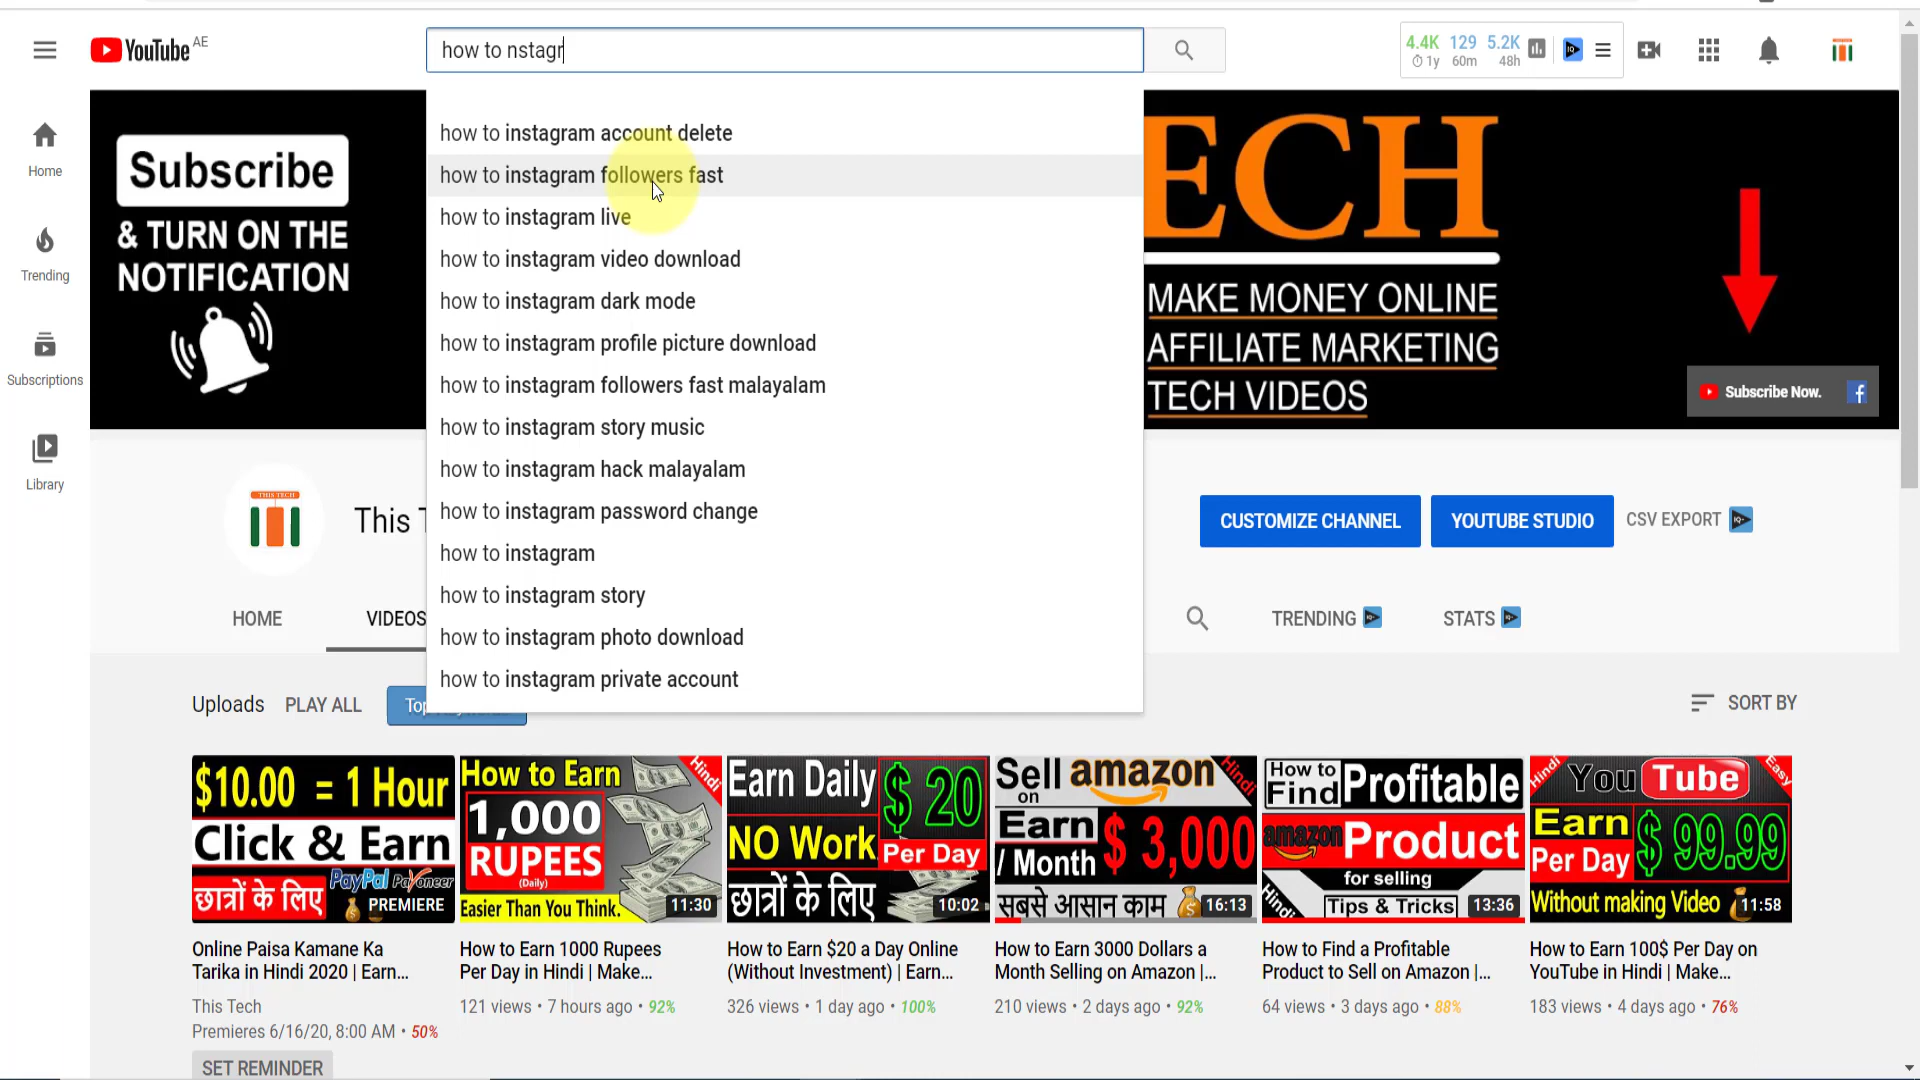 YouTube AE
how to nstagr
4.4K 129 5.2K
1y 60m 48h
Home
Trending
Subscriptions
Library
how to instagram account delete
how to instagram followers fast
how to instagram live
how to instagram video download
how to instagram dark mode
how to instagram profile picture download
how to instagram followers fast malayalam
how to instagram story music
how to instagram hack malayalam
how to instagram password change
how to instagram
how to instagram story
how to instagram photo download
how to instagram private account
Subscribe
& TURN ON THE
NOTIFICATION
ECH
MAKE MONEY ONLINE
AFFILIATE MARKETING
TECH VIDEOS
Subscribe Now.
THIS TECH
This T
CUSTOMIZE CHANNEL
YOUTUBE STUDIO
CSV EXPORT
HOME
VIDEOS
TRENDING
STATS
Uploads
PLAY ALL
SORT BY
$10.00 = 1 Hour
Click & Earn
छात्रों के लिए
PayPal Payoneer
PREMIERE
Online Paisa Kamane Ka
Tarika in Hindi 2020 | Earn...
This Tech
Premieres 6/16/20, 8:00 AM • 50%
SET REMINDER
How to Earn
Hindi
1,000
RUPEES
(Daily)
Easier Than You Think.
11:30
How to Earn 1000 Rupees
Per Day in Hindi | Make...
121 views • 7 hours ago • 92%
Earn Daily
$ 20
NO Work
Per Day
छात्रों के लिए
10:02
How to Earn $20 a Day Online
(Without Investment) | Earn...
326 views • 1 day ago • 100%
Sell amazon
on
Hindi
Earn
/ Month
$ 3,000
सबसे आसान काम
16:13
How to Earn 3000 Dollars a
Month Selling on Amazon |...
210 views • 2 days ago • 92%
How to
Find Profitable
amazon Product
for selling
Hindi
Tips & Tricks
13:36
How to Find a Profitable
Product to Sell on Amazon |...
64 views • 3 days ago • 88%
Hindi
You Tube
Easy
Earn
Per Day
$ 99.99
Without making Video
11:58
How to Earn 100$ Per Day on
YouTube in Hindi | Make...
183 views • 4 days ago • 76%